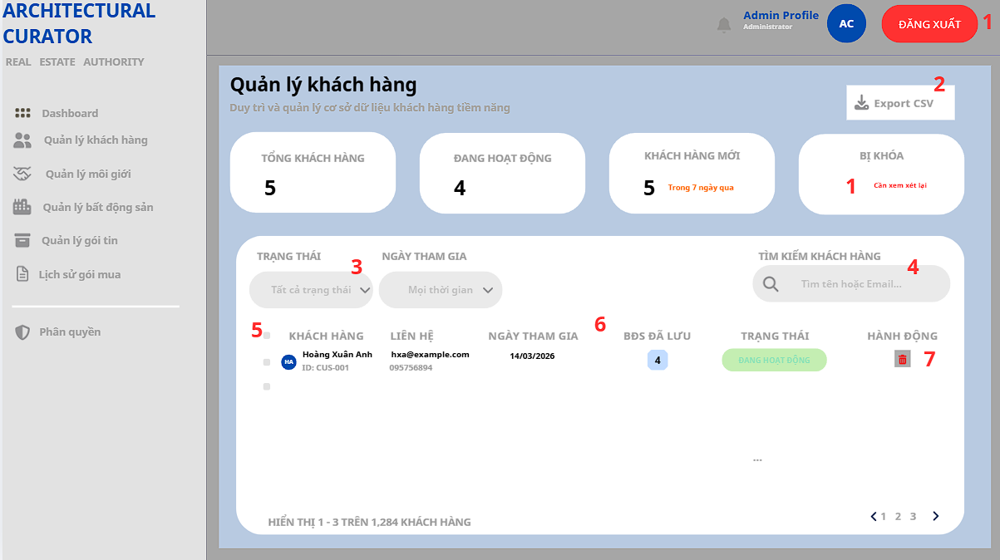 ARCHITECTURAL
CURATOR
REAL ESTATE AUTHORITY
Dashboard
Quản lý khách hàng
Quản lý môi giới
Quản lý bất động sản
Quản lý gói tin
Lịch sử gói mua
Phân quyền
Admin Profile
Administrator
AC
ĐĂNG XUẤT
1
Quản lý khách hàng
Duy trì và quản lý cơ sở dữ liệu khách hàng tiềm năng
2
Export CSV
TỔNG KHÁCH HÀNG
5
ĐANG HOẠT ĐỘNG
4
KHÁCH HÀNG MỚI
5 Trong 7 ngày qua
BỊ KHÓA
1 Cần xem xét lại
TRẠNG THÁI
3
Tất cả trạng thái
NGÀY THAM GIA
Mọi thời gian
TÌM KIẾM KHÁCH HÀNG
4
Tìm tên hoặc Email...
5
6
KHÁCH HÀNG LIÊN HỆ NGÀY THAM GIA BĐS ĐÃ LƯU TRẠNG THÁI HÀNH ĐỘNG
HA
Hoàng Xuân Anh
ID: CUS-001
hxa@example.com
095756894
14/03/2026
4
ĐANG HOẠT ĐỘNG
7
...
HIỂN THỊ 1 - 3 TRÊN 1,284 KHÁCH HÀNG
1 2 3